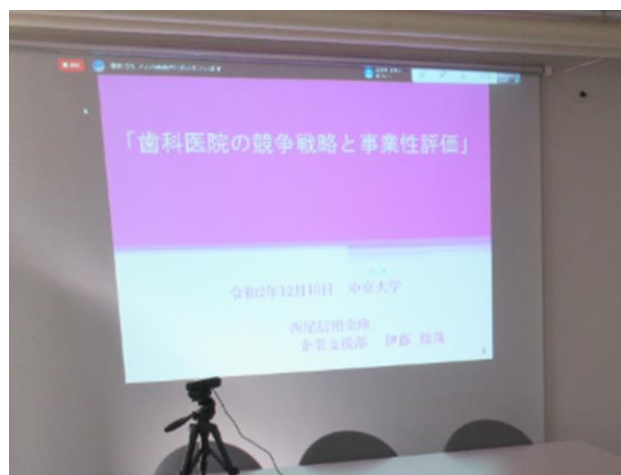 「歯科医院の競争戦略と事業性評価」
令和2年12月19日　中京大学
西尾信用金庫
企業支援部　伊藤